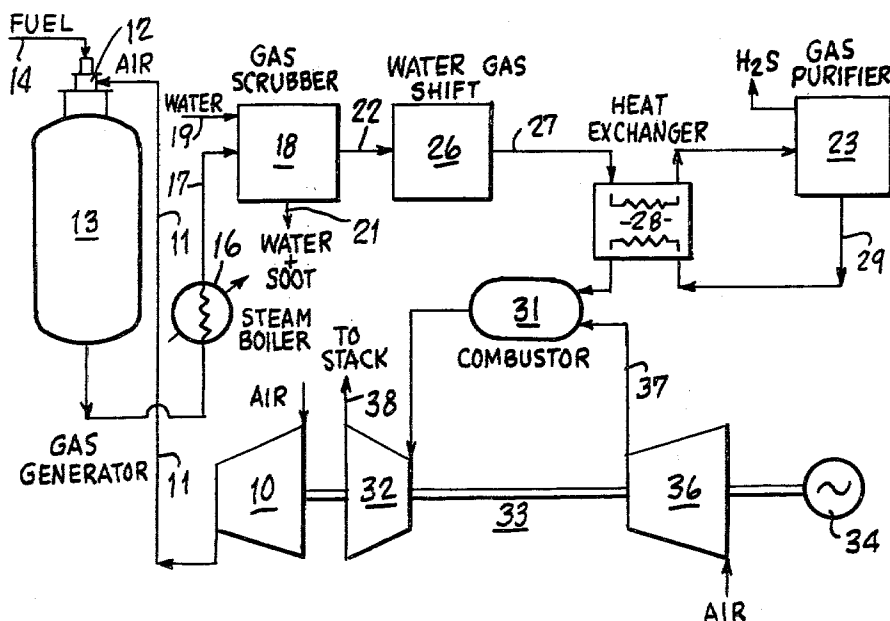 FUEL
14
12
AIR
13
11
11
GAS
GENERATOR
WATER
19
17
16
STEAM
BOILER
GAS
SCRUBBER
18
21
WATER
+
SOOT
22
WATER GAS
SHIFT
26
27
HEAT
EXCHANGER
-28-
H2S
GAS
PURIFIER
23
29
31
COMBUSTOR
37
TO
STACK
38
AIR
10
32
33
36
34
AIR